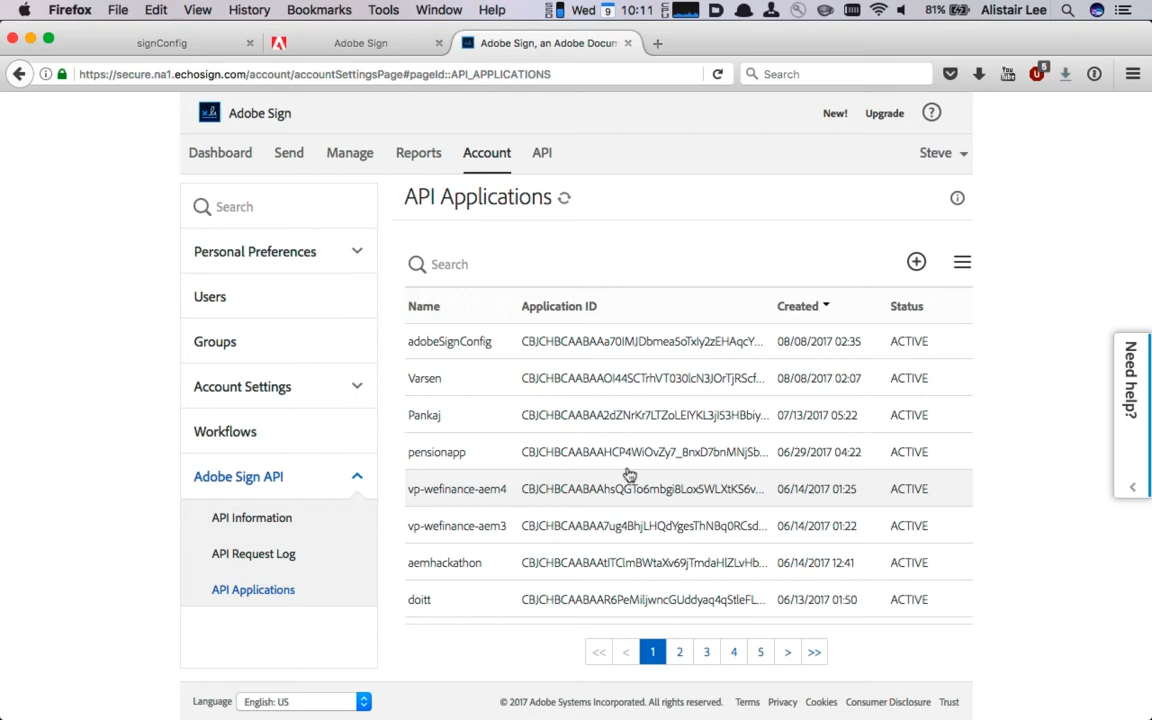 Firefox File Edit View History Bookmarks Tools Window Help Wed 9 10:11 81% Alistair Lee
signConfig Adobe Sign Adobe Sign, an Adobe Docum
https://secure.na1.echosign.com/account/accountSettingsPage#pageId::API_APPLICATIONS Search You Tube 5
Adobe Sign New! Upgrade ?
Dashboard Send Manage Reports Account API Steve
Search
Personal Preferences
Users
Groups
Account Settings
Workflows
Adobe Sign API
API Information
API Request Log
API Applications
API Applications
Search
Name Application ID Created Status
adobeSignConfig 08/08/2017 02:35 ACTIVE
Varsen 08/08/2017 02:07 ACTIVE
Pankaj 07/13/2017 05:22 ACTIVE
pensionapp 06/29/2017 04:22 ACTIVE
vp-wefinance-aem4 06/14/2017 01:25 ACTIVE
vp-wefinance-aem3 06/14/2017 01:22 ACTIVE
aemhackathon 06/14/2017 12:41 ACTIVE
doitt 06/13/2017 01:50 ACTIVE
<< < 1 2 3 4 5 > >>
Need help?
Language English: US © 2017 Adobe Systems Incorporated. All rights reserved. Terms Privacy Cookies Consumer Disclosure Trust